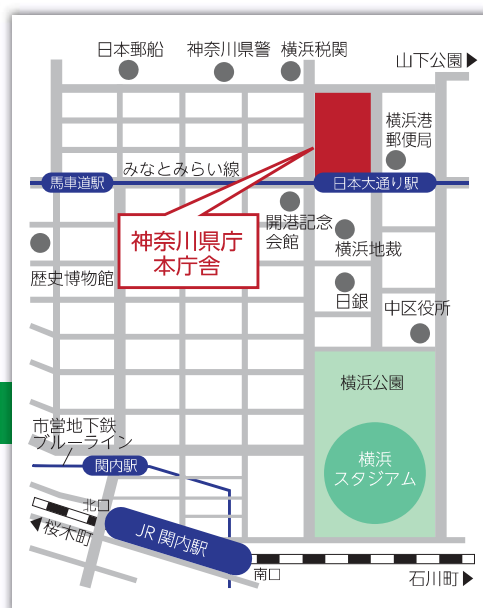 日本郵船
神奈川県警
横浜税関
山下公園▶
横浜港
郵便局
みなとみらい線
馬車道駅
日本大通り駅
神奈川県庁
本庁舎
開港記念
会館
横浜地裁
歴史博物館
日銀
中区役所
横浜公園
市営地下鉄
ブルーライン
関内駅
横浜
スタジアム
北口
◀桜木町
JR 関内駅
南口
石川町▶